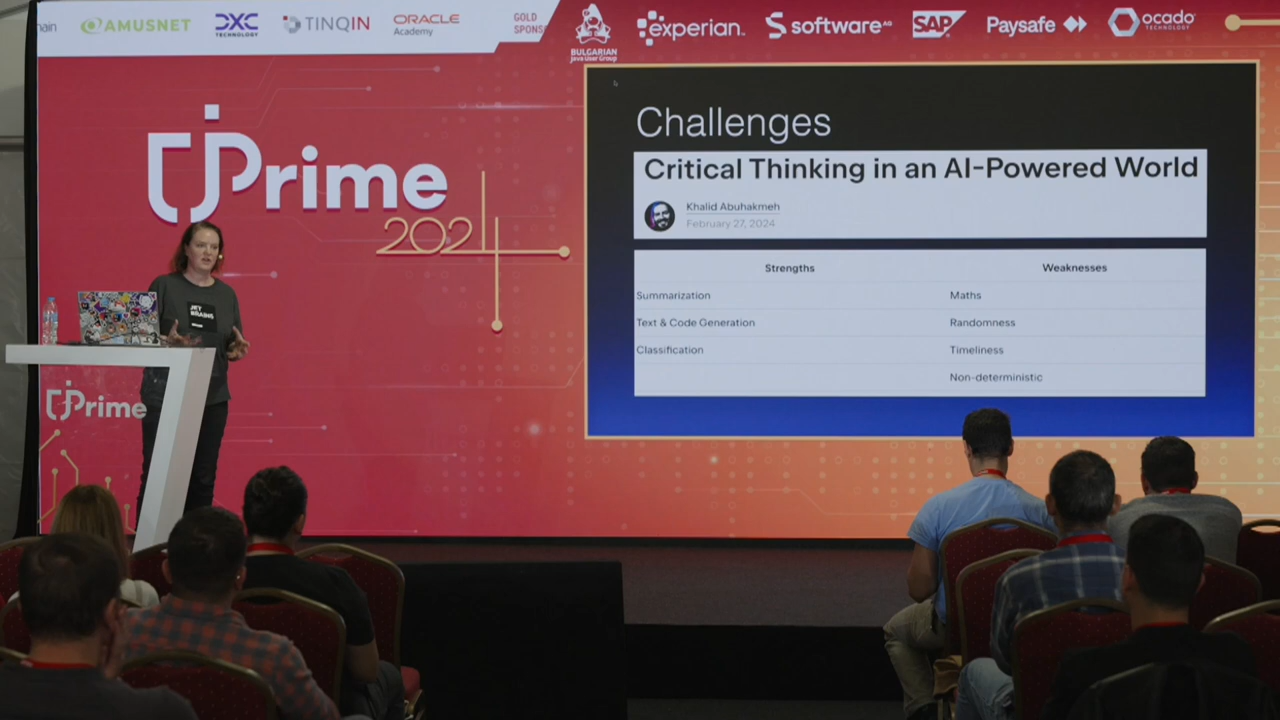 AMUSNET
DXC
TECHNOLOGY
TINQIN
ORACLE
Academy
GOLD
SPONS
BULGARIAN
Java User Group
experian.
software AG
SAP
Paysafe
ocado
TECHNOLOGY
jPrime
2024
Challenges
Critical Thinking in an AI-Powered World
Khalid Abuhakmeh
February 27, 2024
Strengths Weaknesses
Summarization Maths
Text & Code Generation Randomness
Classification Timeliness
Non-deterministic
JET
BRAINS
jPrime